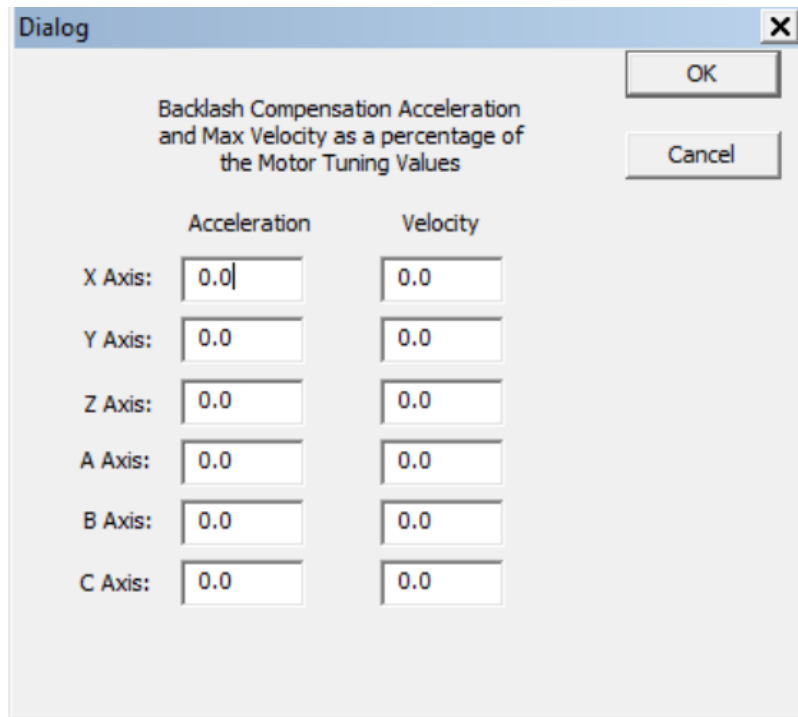 Dialog
OK
Backlash Compensation Acceleration
and Max Velocity as a percentage of
the Motor Tuning Values
Cancel
Acceleration Velocity
X Axis: 0.0 0.0
Y Axis: 0.0 0.0
Z Axis: 0.0 0.0
A Axis: 0.0 0.0
B Axis: 0.0 0.0
C Axis: 0.0 0.0